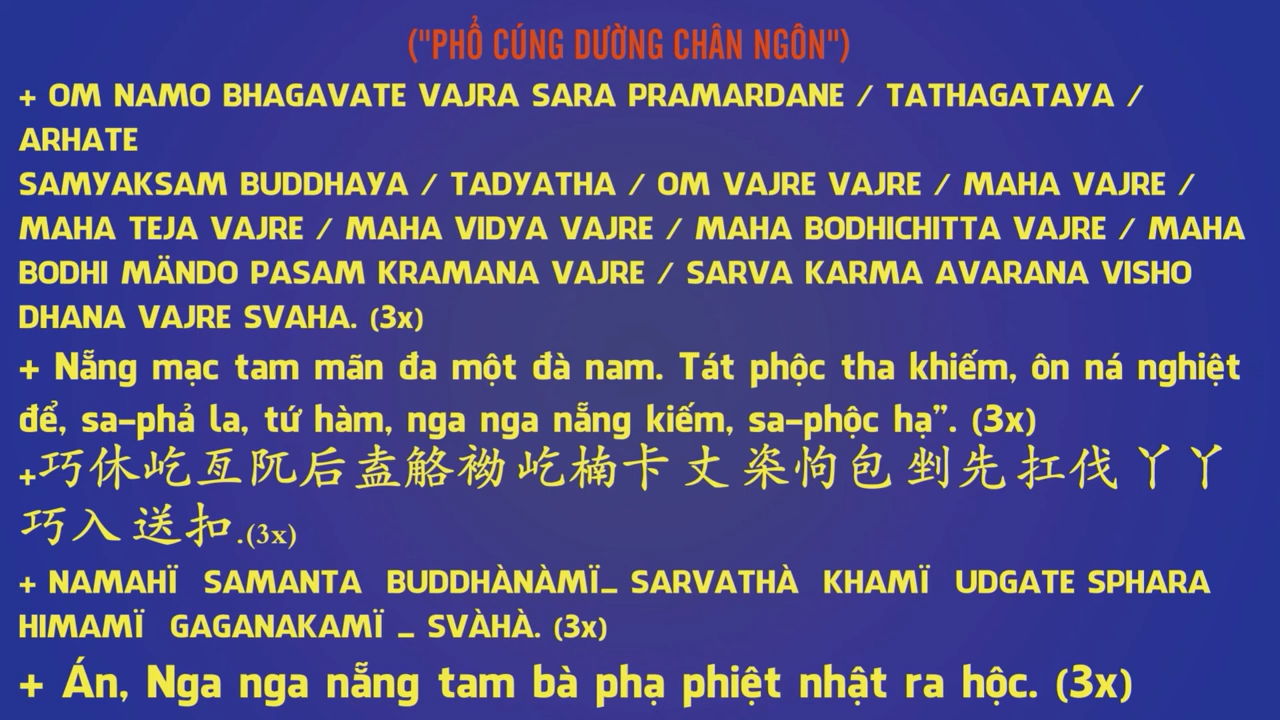 ("PHỔ CÚNG DƯỜNG CHÂN NGÔN")
+ OM NAMO BHAGAVATE VAJRA SARA PRAMARDANE / TATHAGATAYA /
ARHATE
SAMYAKSAM BUDDHAYA / TADYATHA / OM VAJRE VAJRE / MAHA VAJRE /
MAHA TEJA VAJRE / MAHA VIDYA VAJRE / MAHA BODHICHITTA VAJRE / MAHA
BODHI MÄNDO PASAM KRAMANA VAJRE / SARVA KARMA AVARANA VISHO
DHANA VAJRE SVAHA. (3x)
+ Nẵng mạc tam mãn đa một đà nam. Tát phộc tha khiếm, ôn ná nghiệt
để, sa-phả la, tứ hàm, nga nga nẵng kiếm, sa-phộc hạ”. (3x)
+巧休屹亙阢后盍觡袎屹楠卡丈 栥怐包 剉先扛伐丫丫
巧入送扣.(3x)
+ NAMAHÏ SAMANTA BUDDHÀNÀMÏ_ SARVATHÀ KHAMÏ UDGATE SPHARA
HIMAMÏ GAGANAKAMÏ _ SVÀHÀ. (3x)
+ Án, Nga nga nẵng tam bà phạ phiệt nhật ra hộc. (3x)